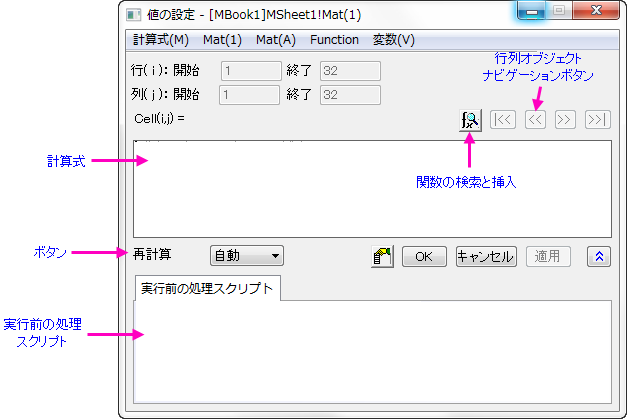 値の設定 - [MBook1]MSheet1!Mat(1)
計算式(M) Mat(1) Mat(A) Function 変数(V)
行(i): 開始 1 終了 32
列(j): 開始 1 終了 32
行列オブジェクト
ナビゲーションボタン
Cell(i,j) =
|<< << >> >>|
関数の検索と挿入
計算式
ボタン
再計算 自動 OK キャンセル 適用
実行前の処理スクリプト
実行前の処理
スクリプト